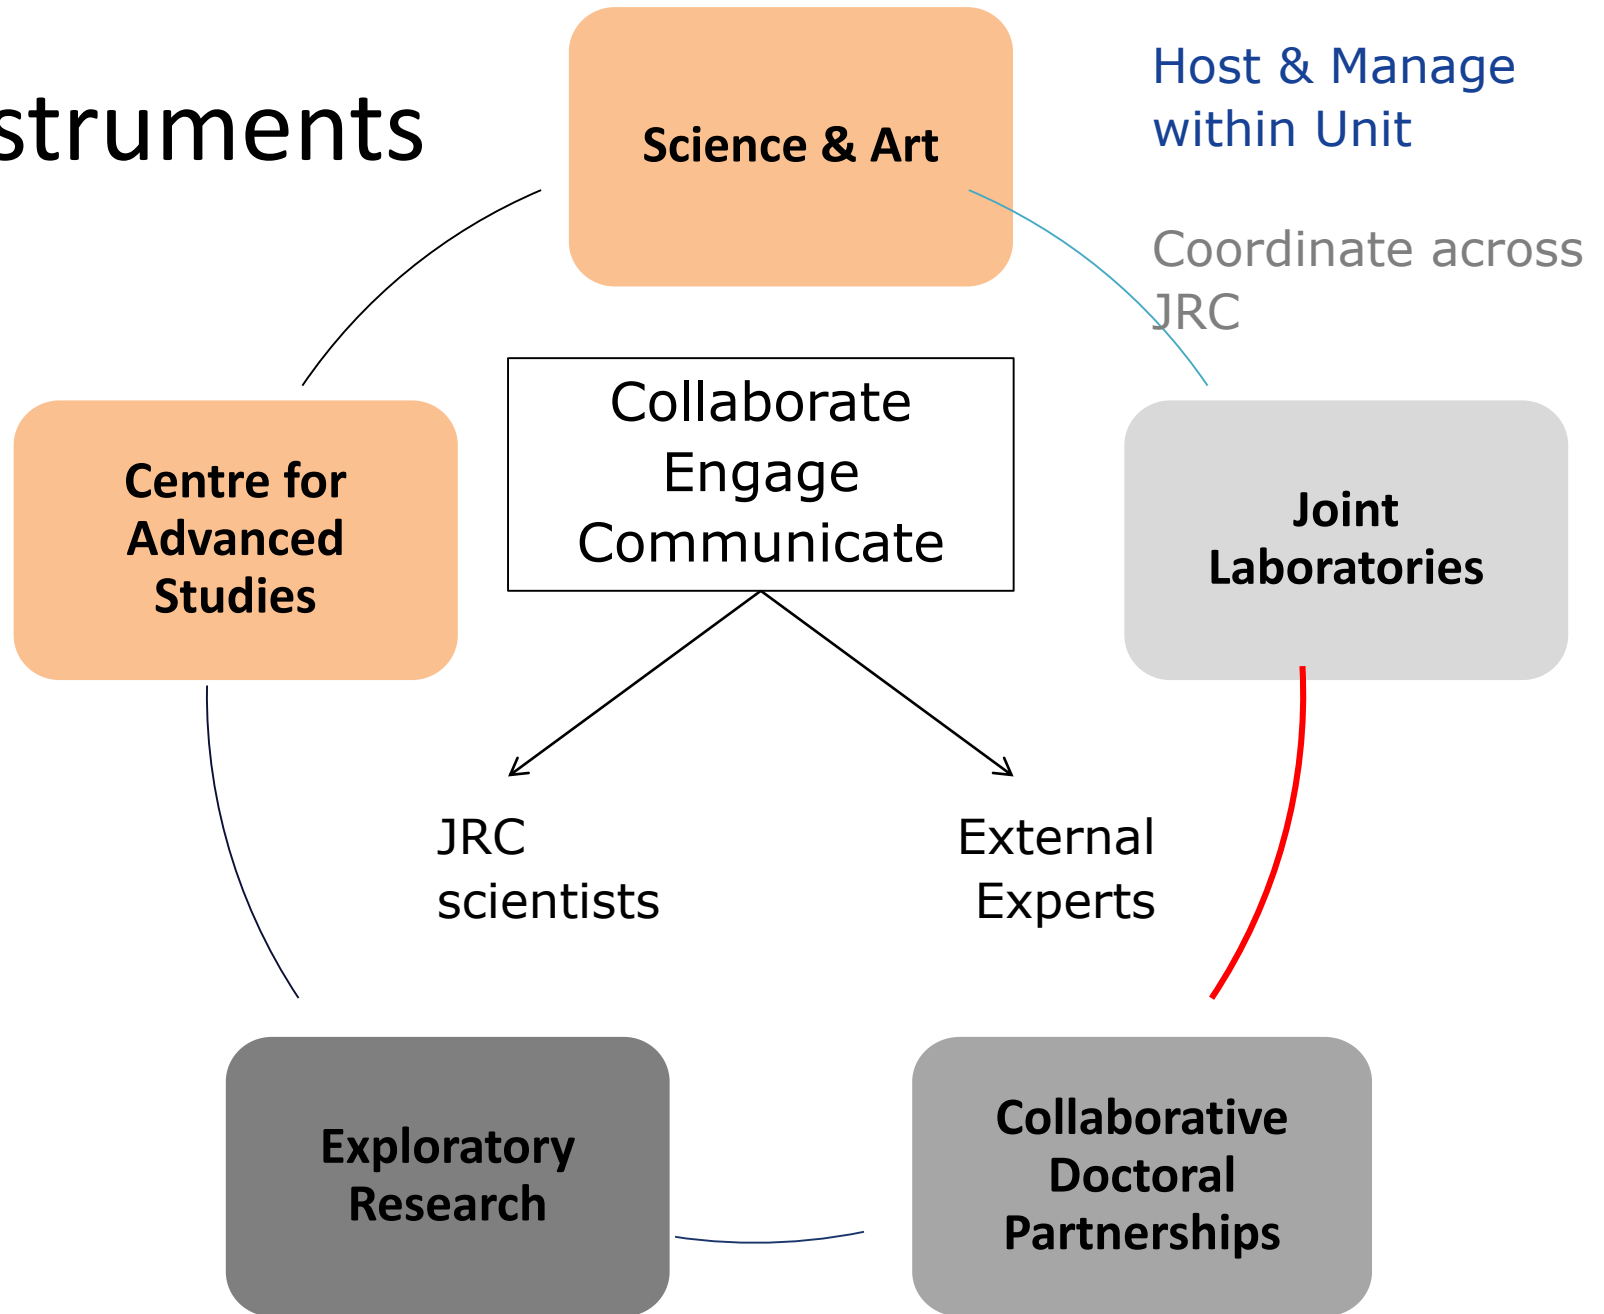 struments
Science & Art
Host & Manage
within Unit
Coordinate across
JRC
Collaborate
Engage
Communicate
Centre for
Advanced
Studies
Joint
Laboratories
JRC
scientists
External
Experts
Exploratory
Research
Collaborative
Doctoral
Partnerships